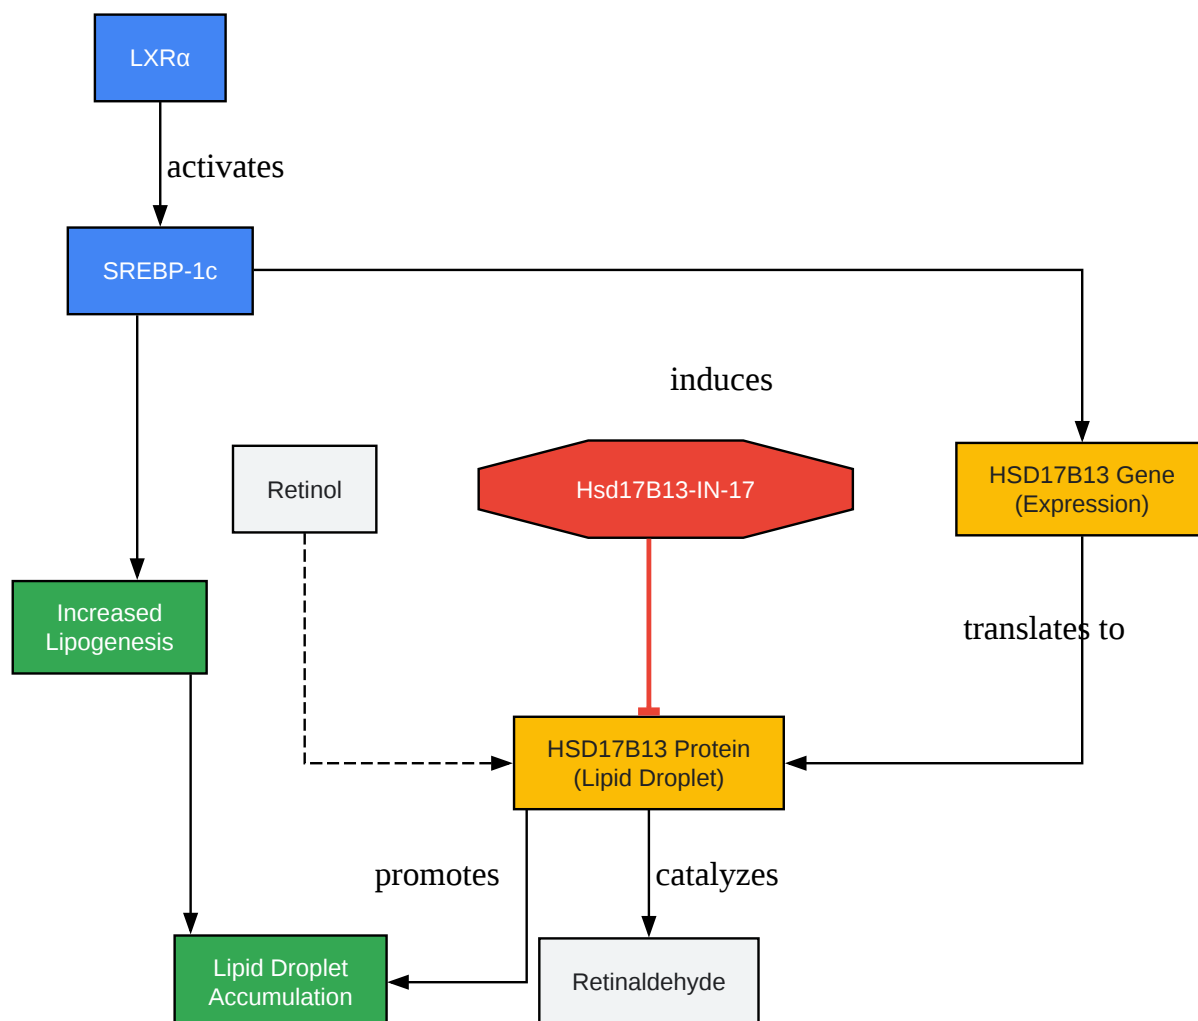 LXRα
activates
SREBP-1c
induces
Retinol
Hsd17B13-IN-17
HSD17B13 Gene
(Expression)
Increased
Lipogenesis
translates to
HSD17B13 Protein
(Lipid Droplet)
promotes
catalyzes
Lipid Droplet
Accumulation
Retinaldehyde